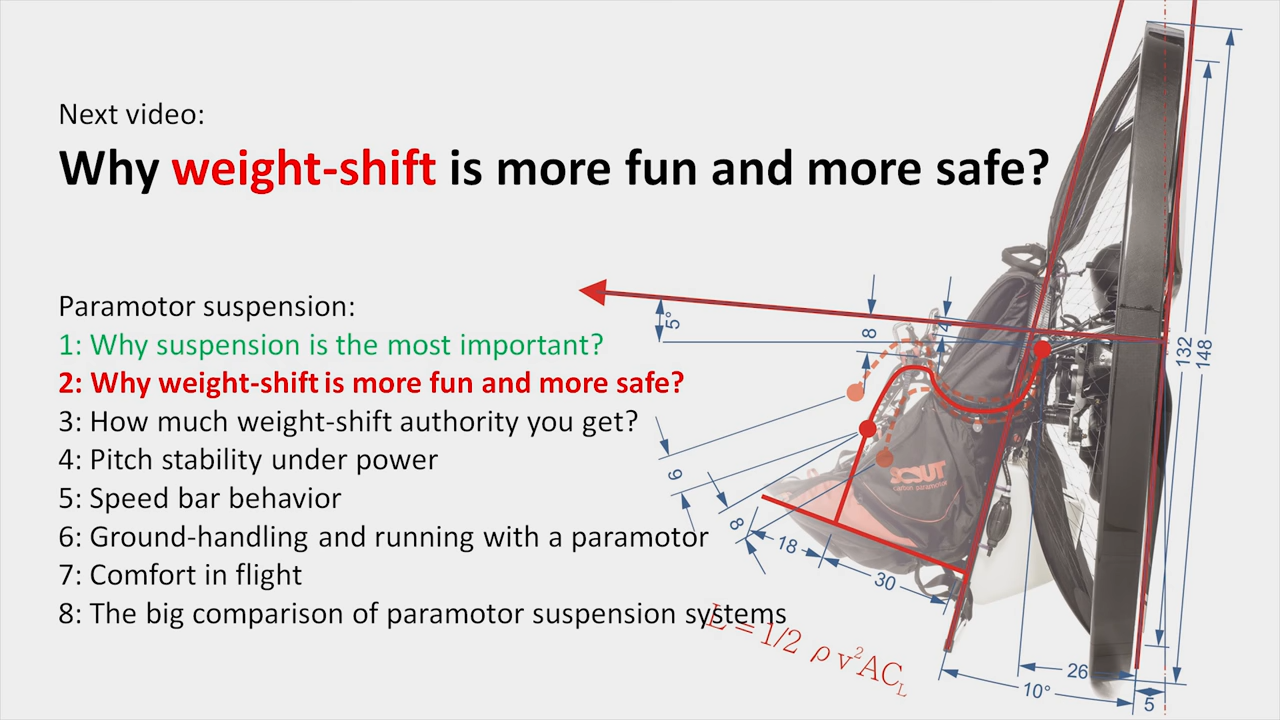 Next video:
Why weight-shift is more fun and more safe?
Paramotor suspension:
1: Why suspension is the most important?
2: Why weight-shift is more fun and more safe?
3: How much weight-shift authority you get?
4: Pitch stability under power
5: Speed bar behavior
6: Ground-handling and running with a paramotor
7: Comfort in flight
8: The big comparison of paramotor suspension systems
5°
8
4
132
148
SCOUT
carbon paramotor
6
8
18
30
L = 1/2 ρ v²AC_L
26
10°
5